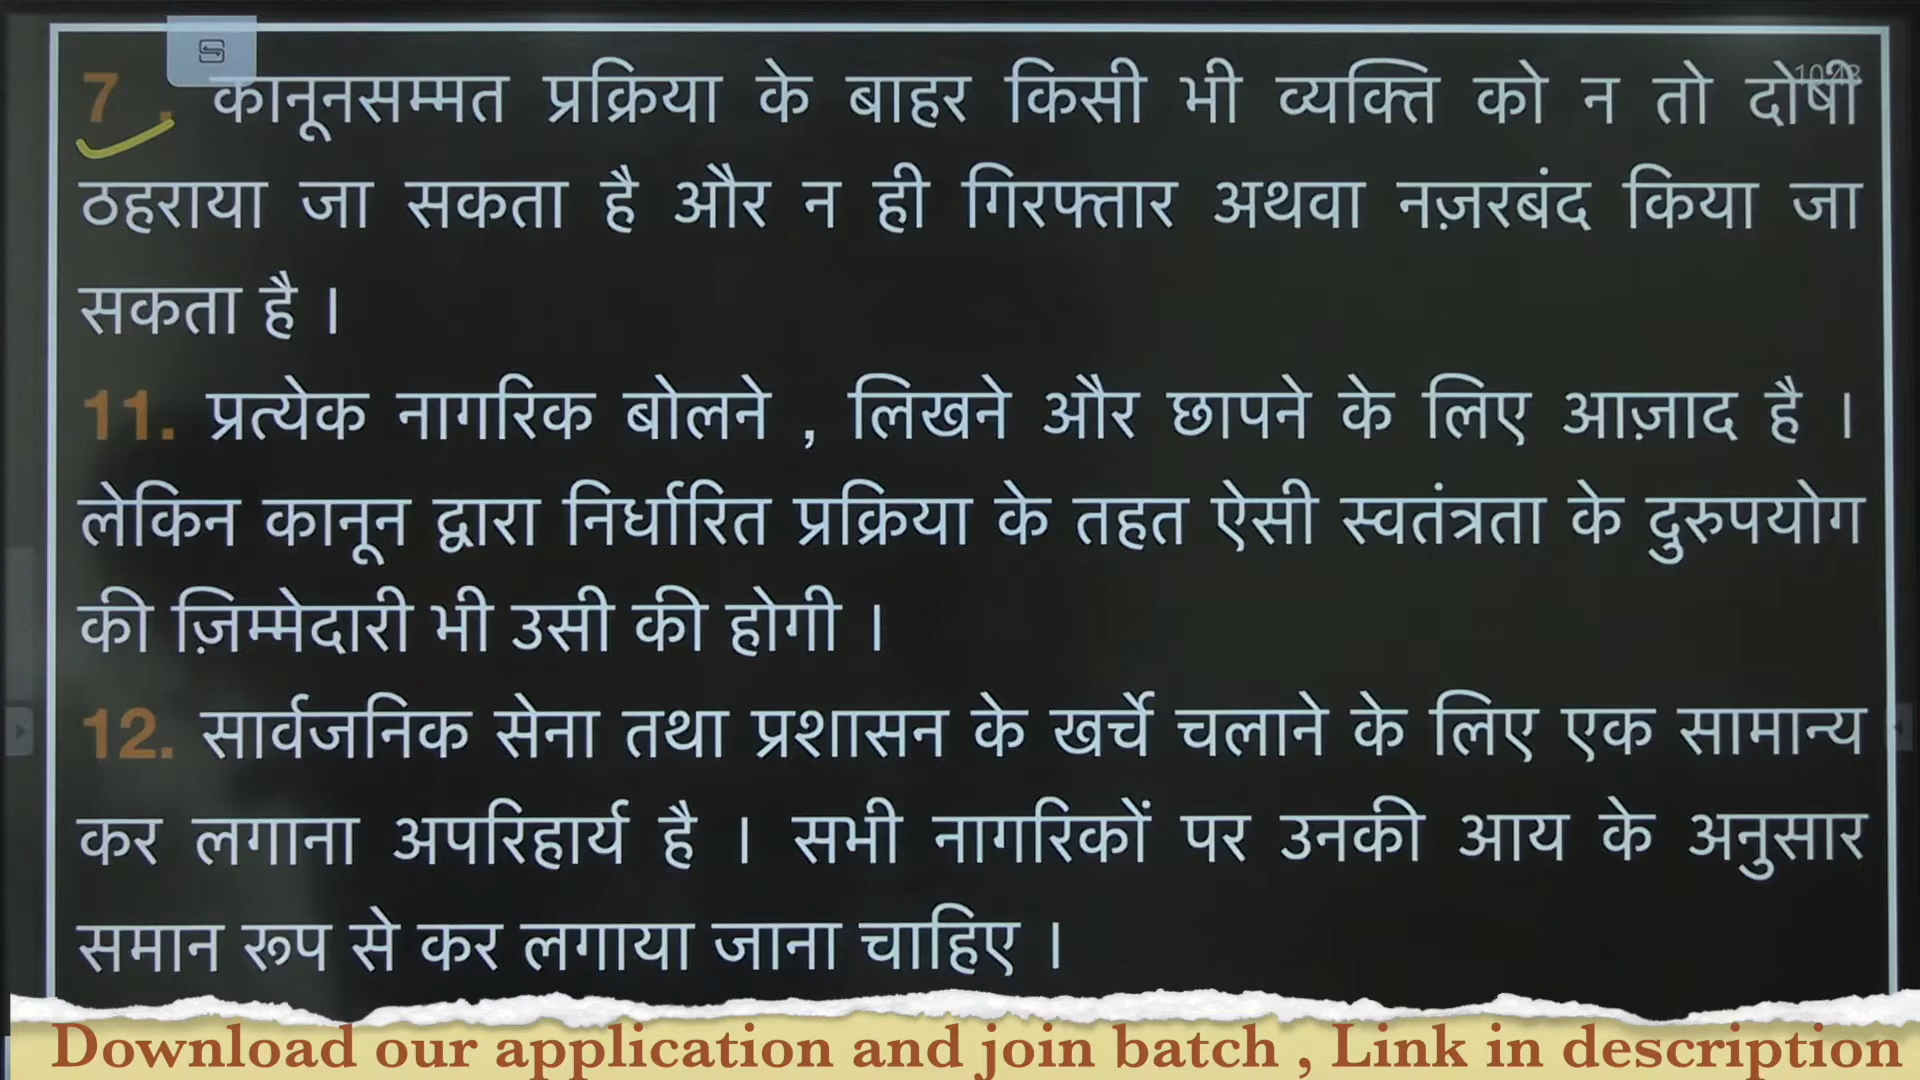 7 . कानूनसम्मत प्रक्रिया के बाहर किसी भी व्यक्ति को न तो दोषी
ठहराया जा सकता है और न ही गिरफ्तार अथवा नज़रबंद किया जा
सकता है ।
11. प्रत्येक नागरिक बोलने , लिखने और छापने के लिए आज़ाद है ।
लेकिन कानून द्वारा निर्धारित प्रक्रिया के तहत ऐसी स्वतंत्रता के दुरुपयोग
की ज़िम्मेदारी भी उसी की होगी ।
12. सार्वजनिक सेना तथा प्रशासन के खर्चे चलाने के लिए एक सामान्य
कर लगाना अपरिहार्य है । सभी नागरिकों पर उनकी आय के अनुसार
समान रूप से कर लगाया जाना चाहिए ।
Download our application and join batch , Link in description